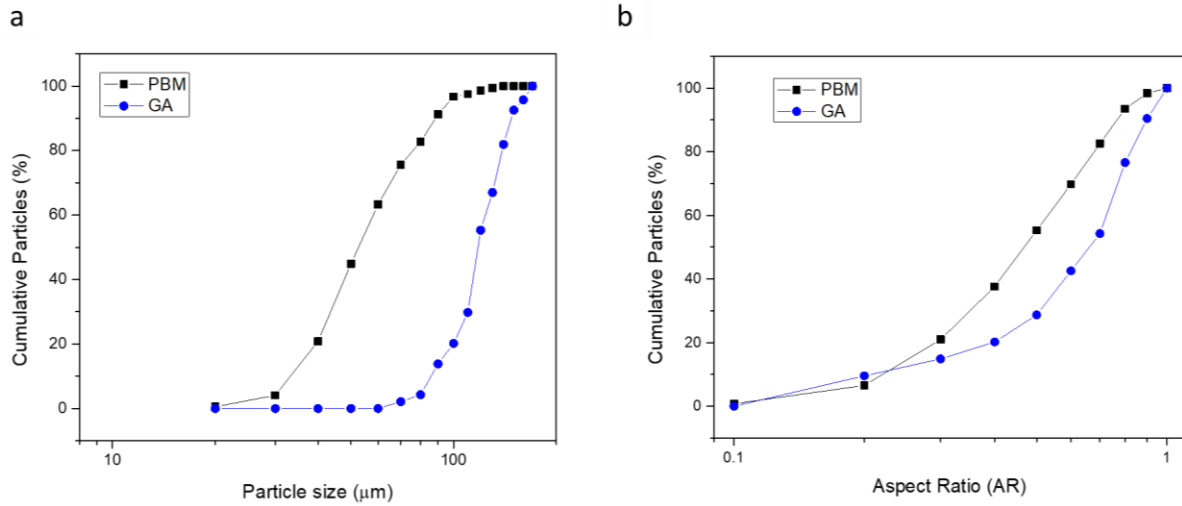 a
PBM
GA
100
80
60
40
20
0
Cumulative Particles (%)
10
100
Particle size (μm)
b
PBM
GA
100
80
60
40
20
0
Cumulative Particles (%)
0.1
1
Aspect Ratio (AR)